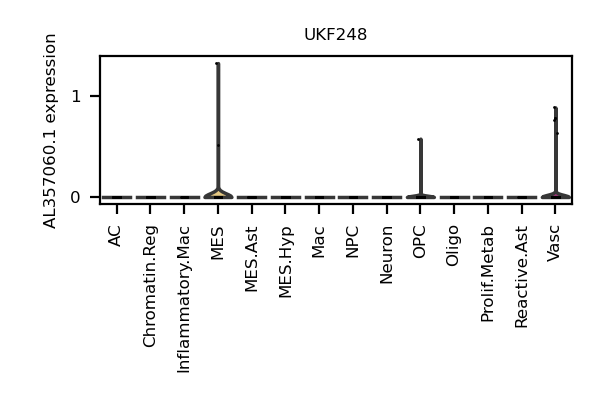 UKF248
AL357060.1 expression
1
0
AC
Chromatin.Reg
Inflammatory.Mac
MES
MES.Ast
MES.Hyp
Mac
NPC
Neuron
OPC
Oligo
Prolif.Metab
Reactive.Ast
Vasc